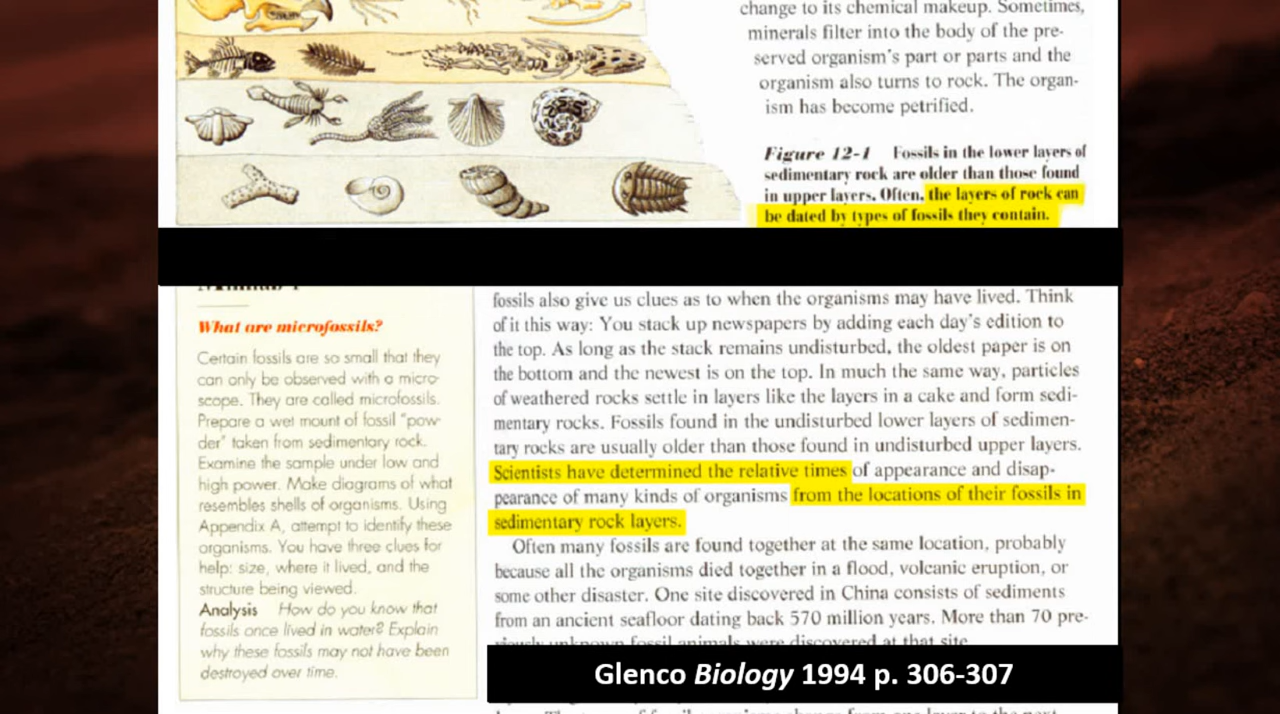 change to its chemical makeup. Sometimes,
minerals filter into the body of the pre-
served organism's part or parts and the
organism also turns to rock. The organ-
ism has become petrified.
Figure 12-1 Fossils in the lower layers of
sedimentary rock are older than those found
in upper layers. Often, the layers of rock can
be dated by types of fossils they contain.
What are microfossils?
Certain fossils are so small that they
can only be observed with a micro-
scope. They are called microfossils.
Prepare a wet mount of fossil "pow-
der" taken from sedimentary rock.
Examine the sample under low and
high power. Make diagrams of what
resembles shells of organisms. Using
Appendix A, attempt to identify these
organisms. You have three clues for
help: size, where it lived, and the
structure being viewed.
Analysis How do you know that
fossils once lived in water? Explain
why these fossils may not have been
destroyed over time.
fossils also give us clues as to when the organisms may have lived. Think
of it this way: You stack up newspapers by adding each day's edition to
the top. As long as the stack remains undisturbed, the oldest paper is on
the bottom and the newest is on the top. In much the same way, particles
of weathered rocks settle in layers like the layers in a cake and form sedi-
mentary rocks. Fossils found in the undisturbed lower layers of sedimen-
tary rocks are usually older than those found in undisturbed upper layers.
Scientists have determined the relative times of appearance and disap-
pearance of many kinds of organisms from the locations of their fossils in
sedimentary rock layers.
Often many fossils are found together at the same location, probably
because all the organisms died together in a flood, volcanic eruption, or
some other disaster. One site discovered in China consists of sediments
from an ancient seafloor dating back 570 million years. More than 70 pre-
viously unknown fossil animals were discovered at that site
Glenco Biology 1994 p. 306-307